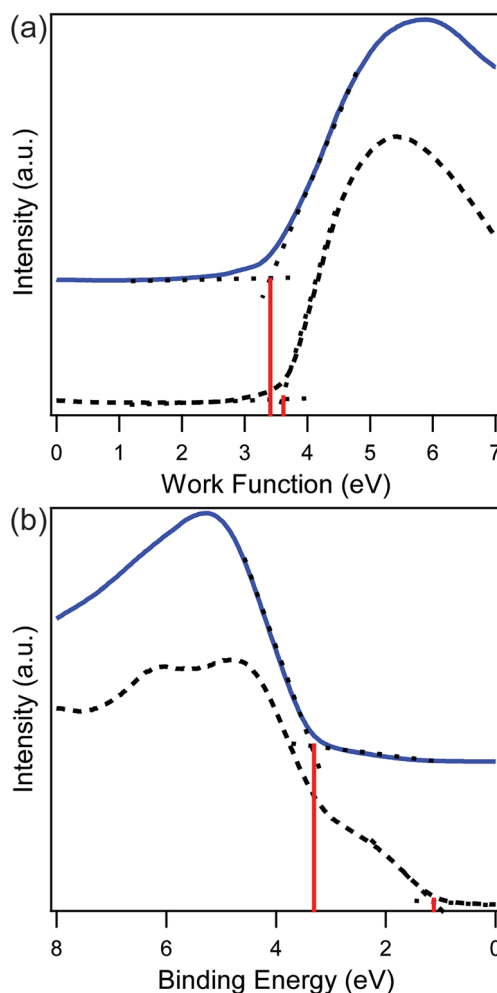 (a)
Intensity (a.u.)
0 1 2 3 4 5 6 7
Work Function (eV)
(b)
Intensity (a.u.)
8 6 4 2 0
Binding Energy (eV)